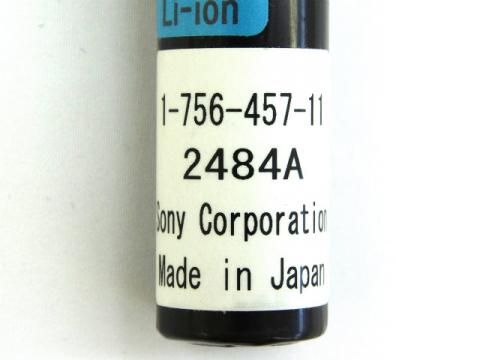 Li-ion
1-756-457-11
2484A
Sony Corporation
Made in Japan